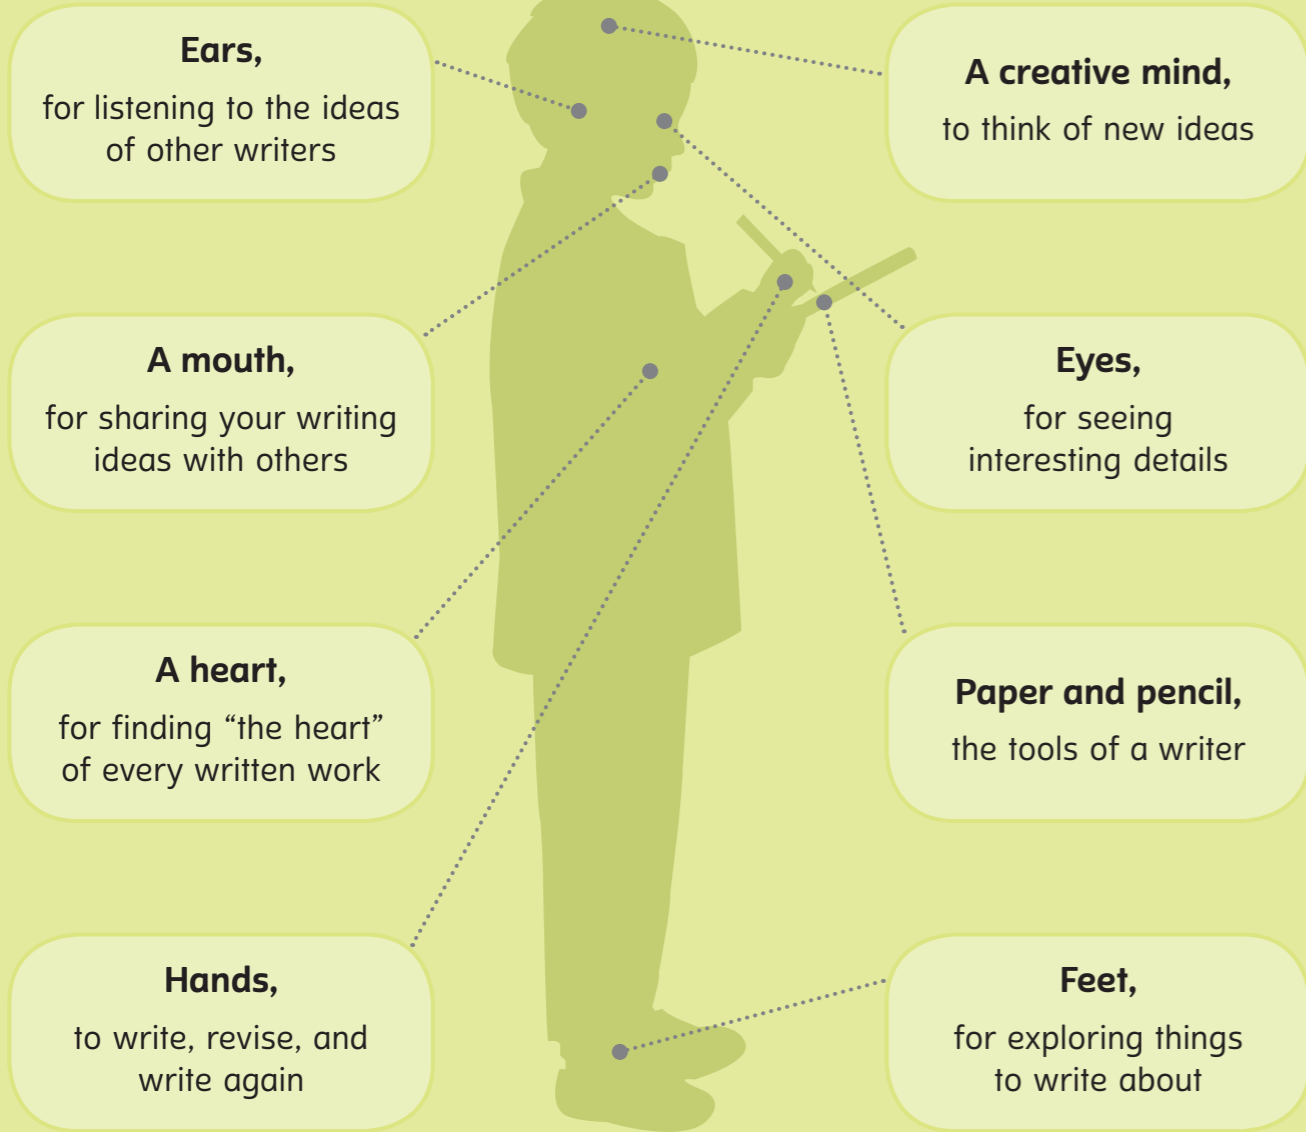 Ears,
for listening to the ideas
of other writers
A creative mind,
to think of new ideas
A mouth,
for sharing your writing
ideas with others
Eyes,
for seeing
interesting details
A heart,
for finding “the heart”
of every written work
Paper and pencil,
the tools of a writer
Hands,
to write, revise, and
write again
Feet,
for exploring things
to write about